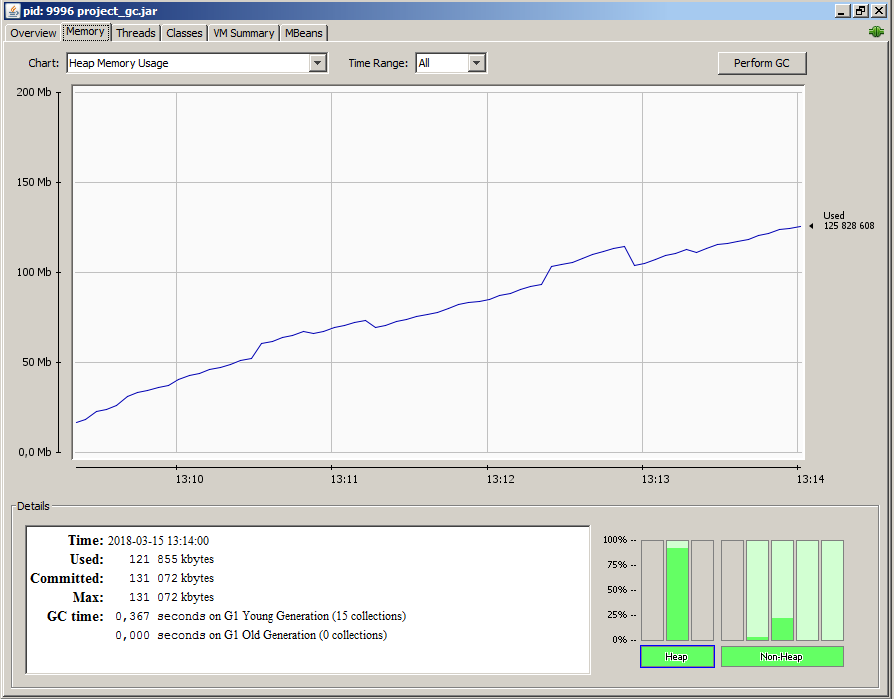 pid: 9996 project_gc.jar
Overview Memory Threads Classes VM Summary MBeans
Chart: Heap Memory Usage Time Range: All Perform GC
200 Mb
150 Mb
Used
125 828 608
100 Mb
50 Mb
0,0 Mb
13:10 13:11 13:12 13:13 13:14
Details
Time: 2018-03-15 13:14:00
Used: 121 855 kbytes
Committed: 131 072 kbytes
Max: 131 072 kbytes
GC time: 0,367 seconds on G1 Young Generation (15 collections)
0,000 seconds on G1 Old Generation (0 collections)
100% --
75% --
50% --
25% --
0% --
Heap Non-Heap